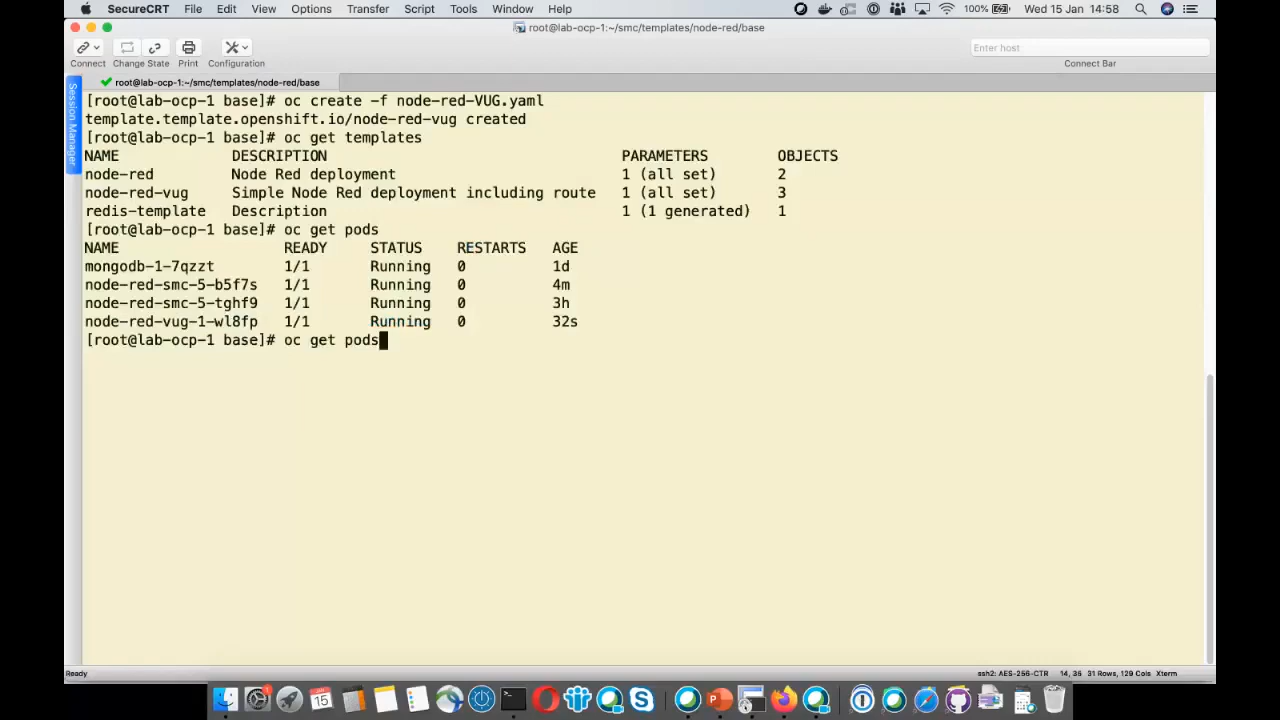 SecureCRT File Edit View Options Transfer Script Tools Window Help 100% Wed 15 Jan 14:58
root@lab-ocp-1:~/smc/templates/node-red/base
Connect Change State Print Configuration Enter host Connect Bar
root@lab-ocp-1:~/smc/templates/node-red/base
Session Manager
[root@lab-ocp-1 base]# oc create -f node-red-VUG.yaml
template.template.openshift.io/node-red-vug created
[root@lab-ocp-1 base]# oc get templates
NAME DESCRIPTION PARAMETERS OBJECTS
node-red Node Red deployment 1 (all set) 2
node-red-vug Simple Node Red deployment including route 1 (all set) 3
redis-template Description 1 (1 generated) 1
[root@lab-ocp-1 base]# oc get pods
NAME READY STATUS RESTARTS AGE
mongodb-1-7qzzt 1/1 Running 0 1d
node-red-smc-5-b5f7s 1/1 Running 0 4m
node-red-smc-5-tghf9 1/1 Running 0 3h
node-red-vug-1-wl8fp 1/1 Running 0 32s
[root@lab-ocp-1 base]# oc get pods
Ready ssh2: AES-256-CTR 14, 35 31 Rows, 129 Cols Xterm
15